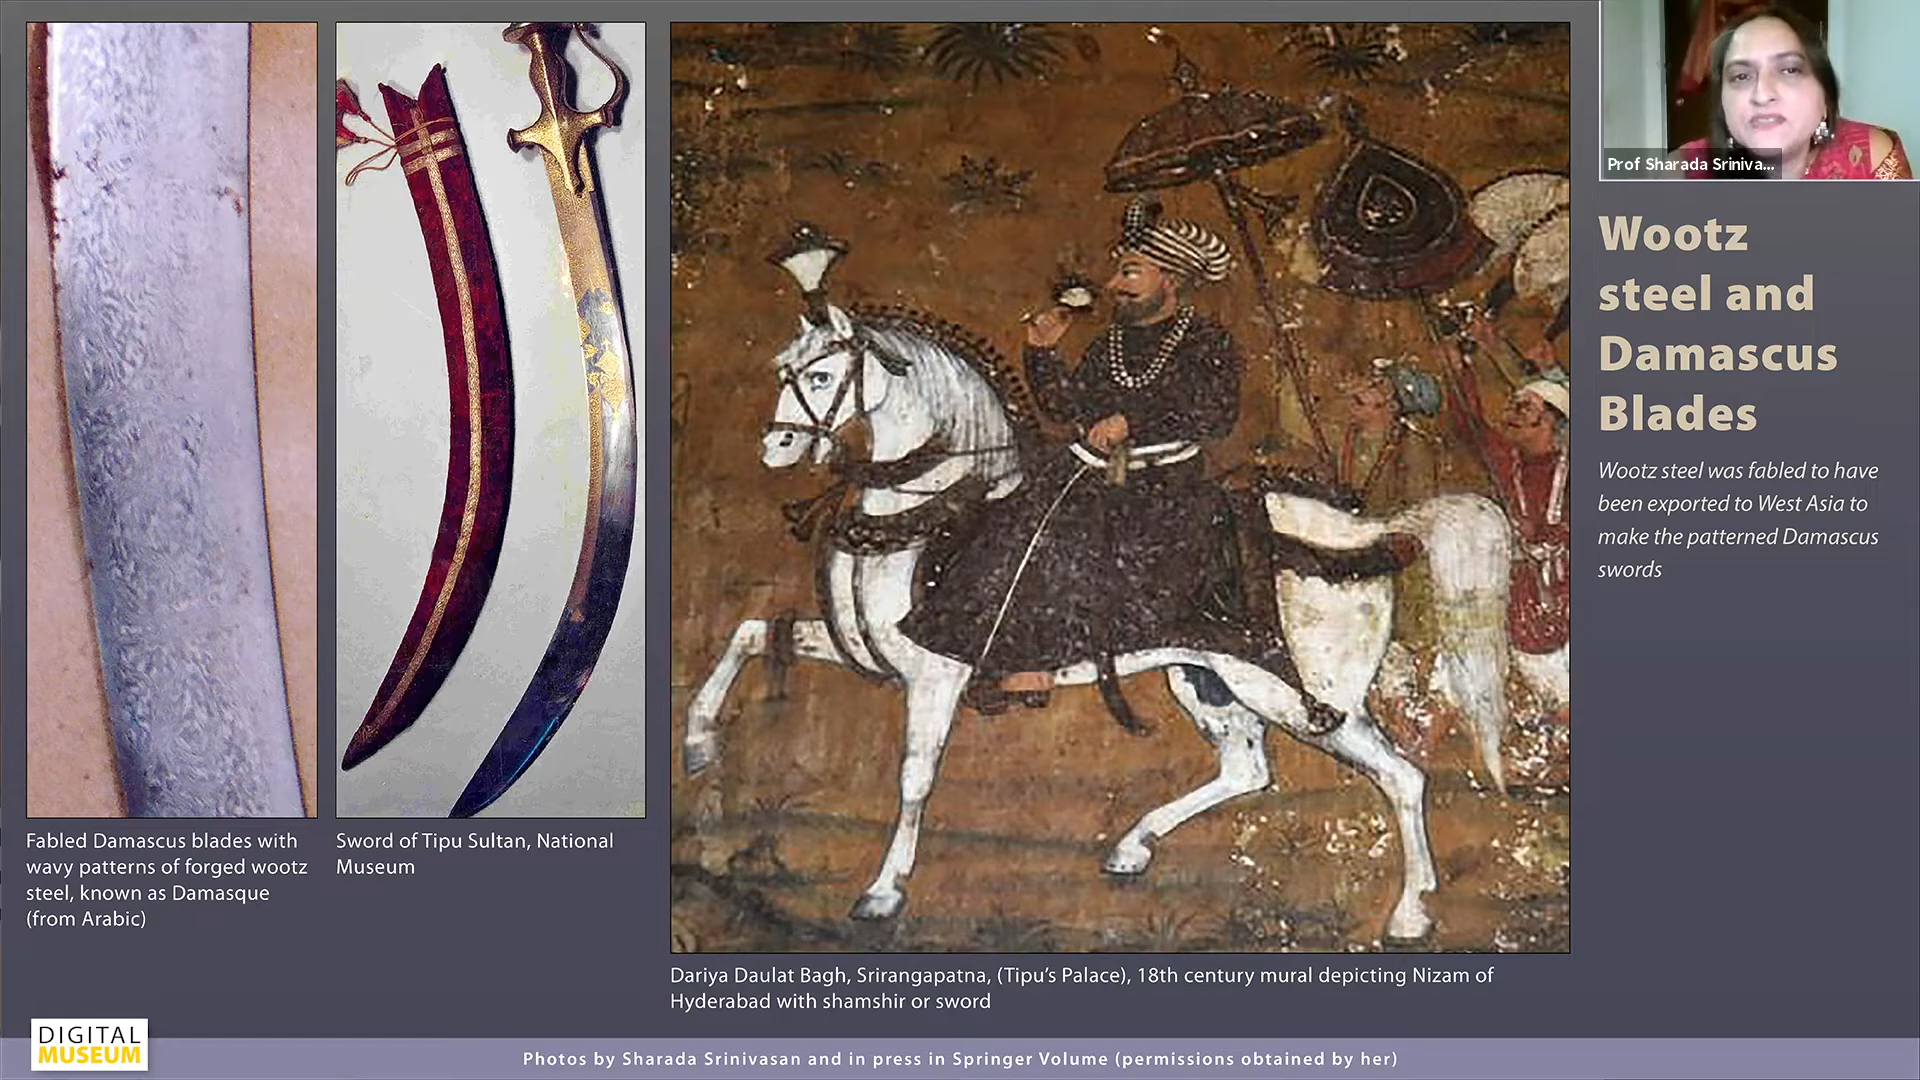 Prof Sharada Sriniva...
Wootz
steel and
Damascus
Blades
Wootz steel was fabled to have
been exported to West Asia to
make the patterned Damascus
swords
Fabled Damascus blades with
wavy patterns of forged wootz
steel, known as Damasque
(from Arabic)
Sword of Tipu Sultan, National
Museum
Dariya Daulat Bagh, Srirangapatna, (Tipu’s Palace), 18th century mural depicting Nizam of
Hyderabad with shamshir or sword
DIGITAL
MUSEUM
Photos by Sharada Srinivasan and in press in Springer Volume (permissions obtained by her)